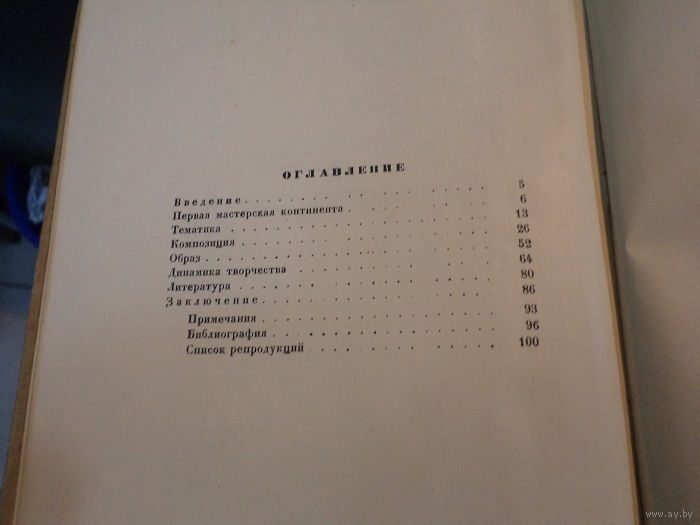 ОГЛАВЛЕНИЕ
Введение . . . . . . . . . . . . . . . . 5
Первая мастерская континента . . . . . . . . 6
Тематика . . . . . . . . . . . . . . . . 13
Композиция . . . . . . . . . . . . . . . 26
Образ . . . . . . . . . . . . . . . . . 52
Динамика творчества . . . . . . . . . . . 64
Литература . . . . . . . . . . . . . . . 80
Заключение . . . . . . . . . . . . . . . 86
Примечания . . . . . . . . . . . . . . 93
Библиография . . . . . . . . . . . . . 96
Список репродукций . . . . . . . . . . 100
www.ay.by